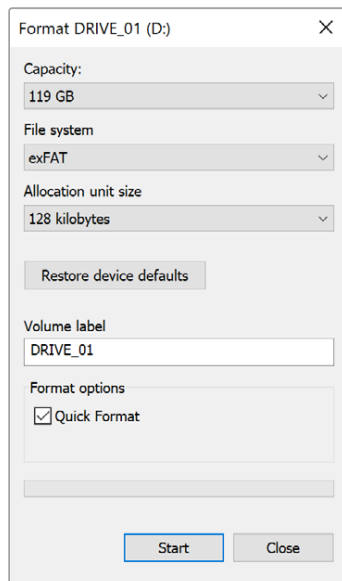 Format DRIVE_01 (D:)
Capacity:
119 GB
File system
exFAT
Allocation unit size
128 kilobytes
Restore device defaults
Volume label
DRIVE_01
Format options
Quick Format
Start Close